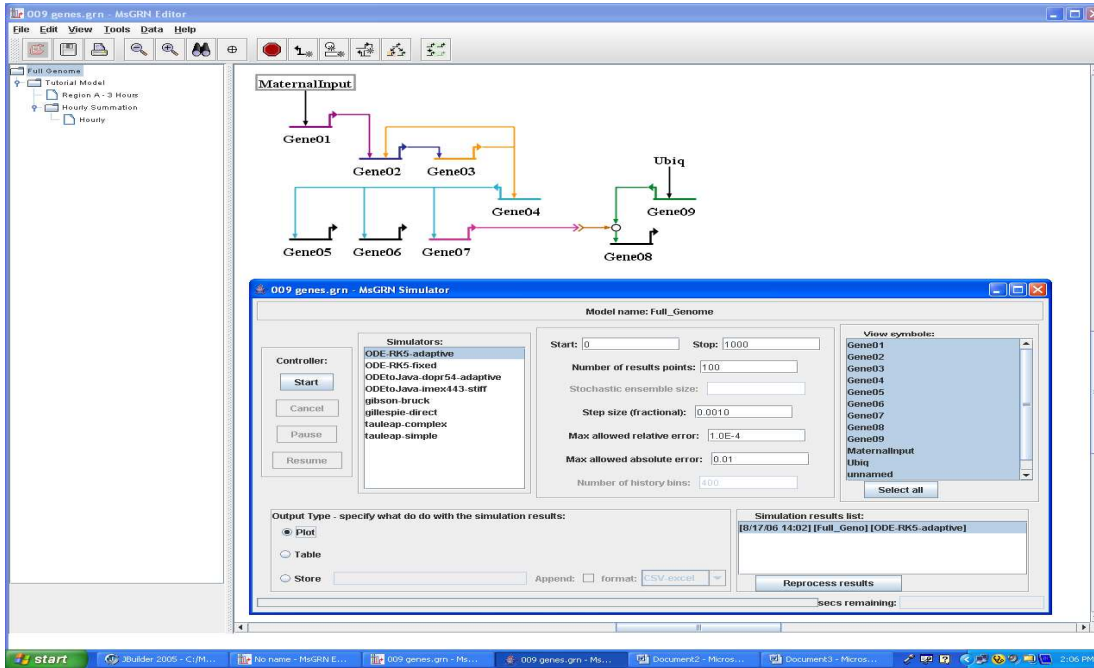 009 genes.grn - MsGRN Editor
File Edit View Tools Data Help
Full Genome
Tutorial Model
Region A - 3 Hours
Hourly Summation
Hourly
MaternalInput
Gene01
Gene02
Gene03
Ubiq
Gene04
Gene09
Gene05
Gene06
Gene07
Gene08
009 genes.grn - MsGRN Simulator
Model name: Full_Genome
Controller:
Start
Cancel
Pause
Resume
Simulators:
ODE-RK5-adaptive
ODE-RK5-fixed
ODEtoJava-dopr54-adaptive
ODEtoJava-imex443-stiff
gibson-bruck
gillespie-direct
tauleap-complex
tauleap-simple
Start: 0 Stop: 1000
Number of results points: 100
Stochastic ensemble size:
Step size (fractional): 0.0010
Max allowed relative error: 1.0E-4
Max allowed absolute error: 0.01
Number of history bins: 400
View symbols:
Gene01
Gene02
Gene03
Gene04
Gene05
Gene06
Gene07
Gene08
Gene09
MaternalInput
Ubiq
unnamed
Select all
Output Type - specify what do do with the simulation results:
Plot
Table
Store Append: format: CSV-excel
Simulation results list:
[8/17/06 14:02] [Full_Geno] [ODE-RK5-adaptive]
Reprocess results
secs remaining:
start JBuilder 2005 - C:/M... No name - MsGRN E... 009 genes.grn - Ms... 009 genes.grn - Ms... Document2 - Micros... Document3 - Micros... 2:06 PM